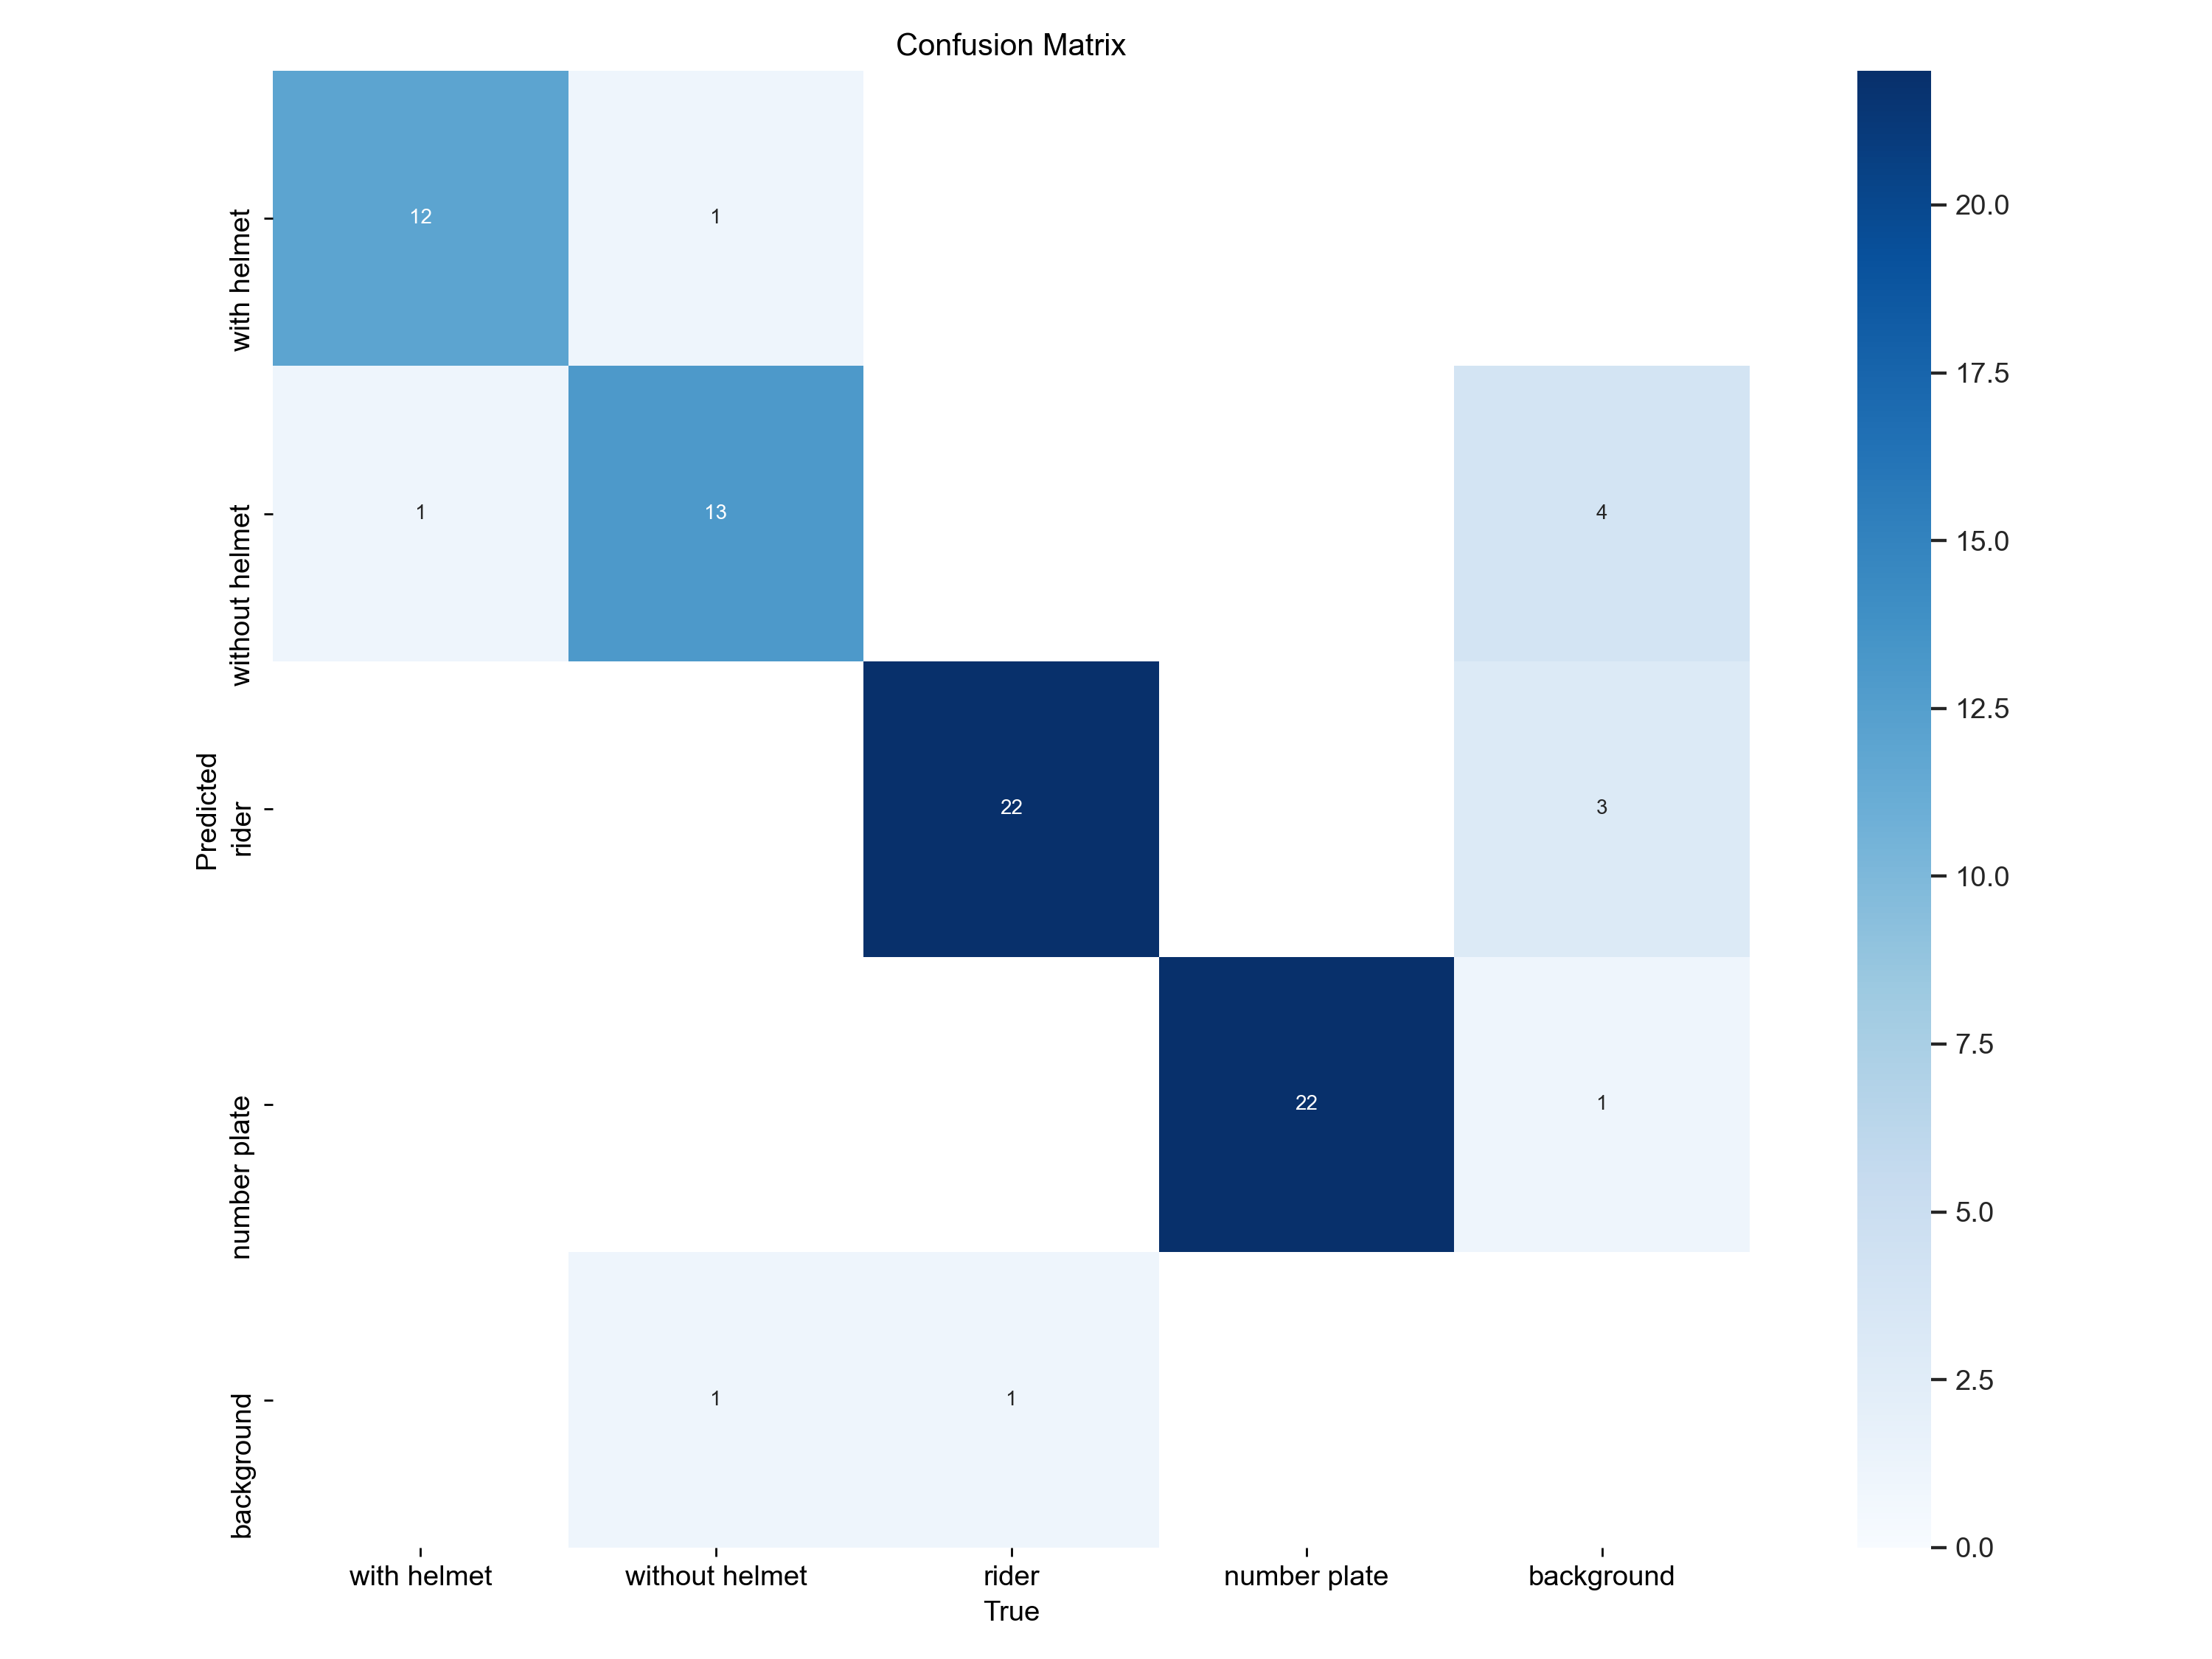 Confusion Matrix
with helmet
12
1
without helmet
1
13
4
Predicted
rider
22
3
number plate
22
1
background
1
1
with helmet
without helmet
rider
number plate
background
True
20.0
17.5
15.0
12.5
10.0
7.5
5.0
2.5
0.0